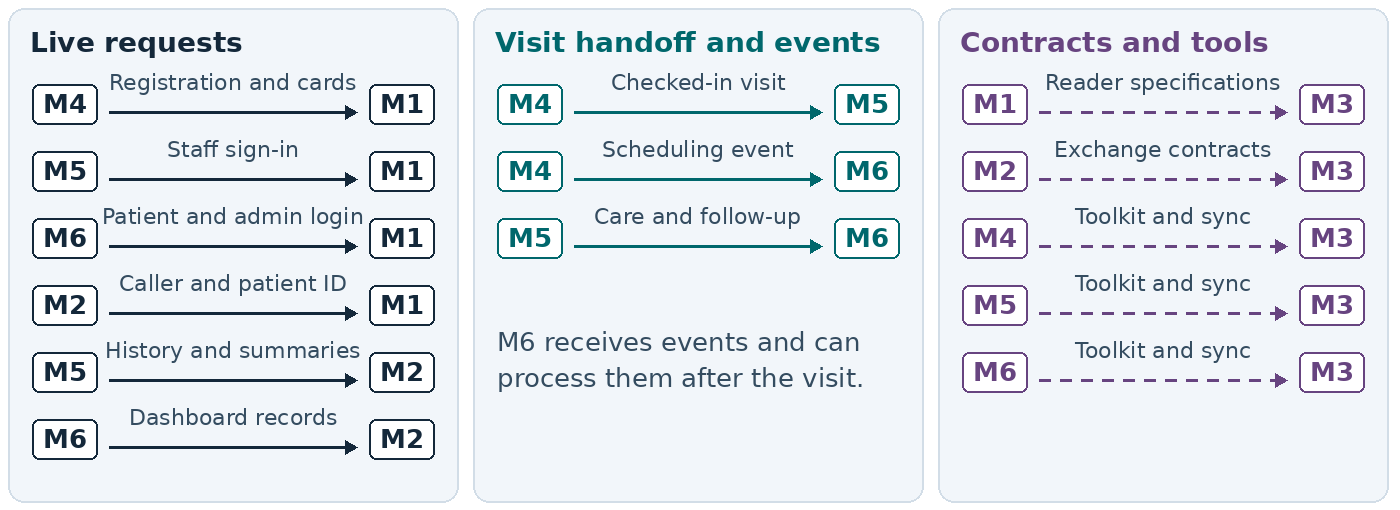 Live requests
M4 Registration and cards M1
M5 Staff sign-in M1
M6 Patient and admin login M1
M2 Caller and patient ID M1
M5 History and summaries M2
M6 Dashboard records M2
Visit handoff and events
M4 Checked-in visit M5
M4 Scheduling event M6
M5 Care and follow-up M6
M6 receives events and can
process them after the visit.
Contracts and tools
M1 Reader specifications M3
M2 Exchange contracts M3
M4 Toolkit and sync M3
M5 Toolkit and sync M3
M6 Toolkit and sync M3